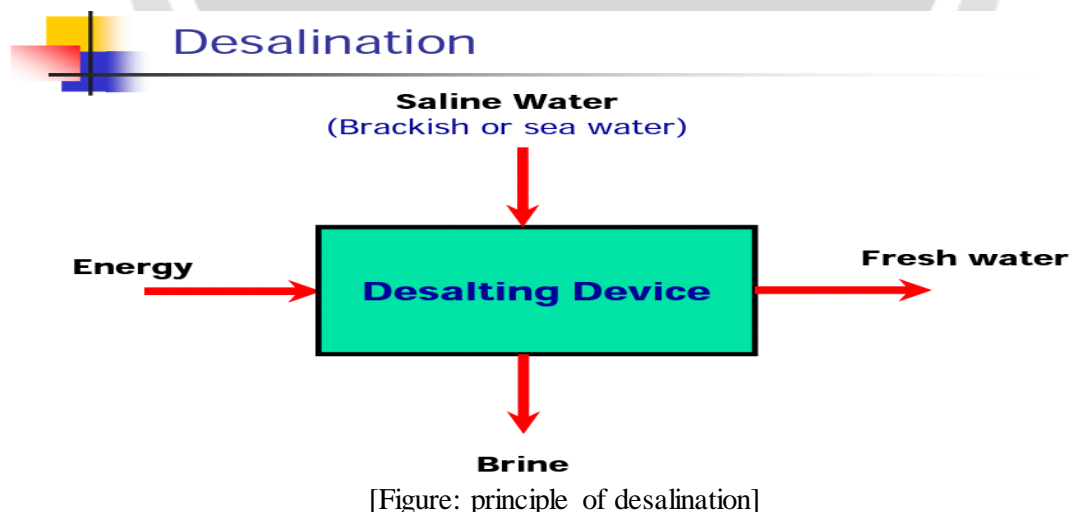 Desalination
Saline Water
(Brackish or sea water)
Energy
Fresh water
Desalting Device
Brine
[Figure: principle of desalination]